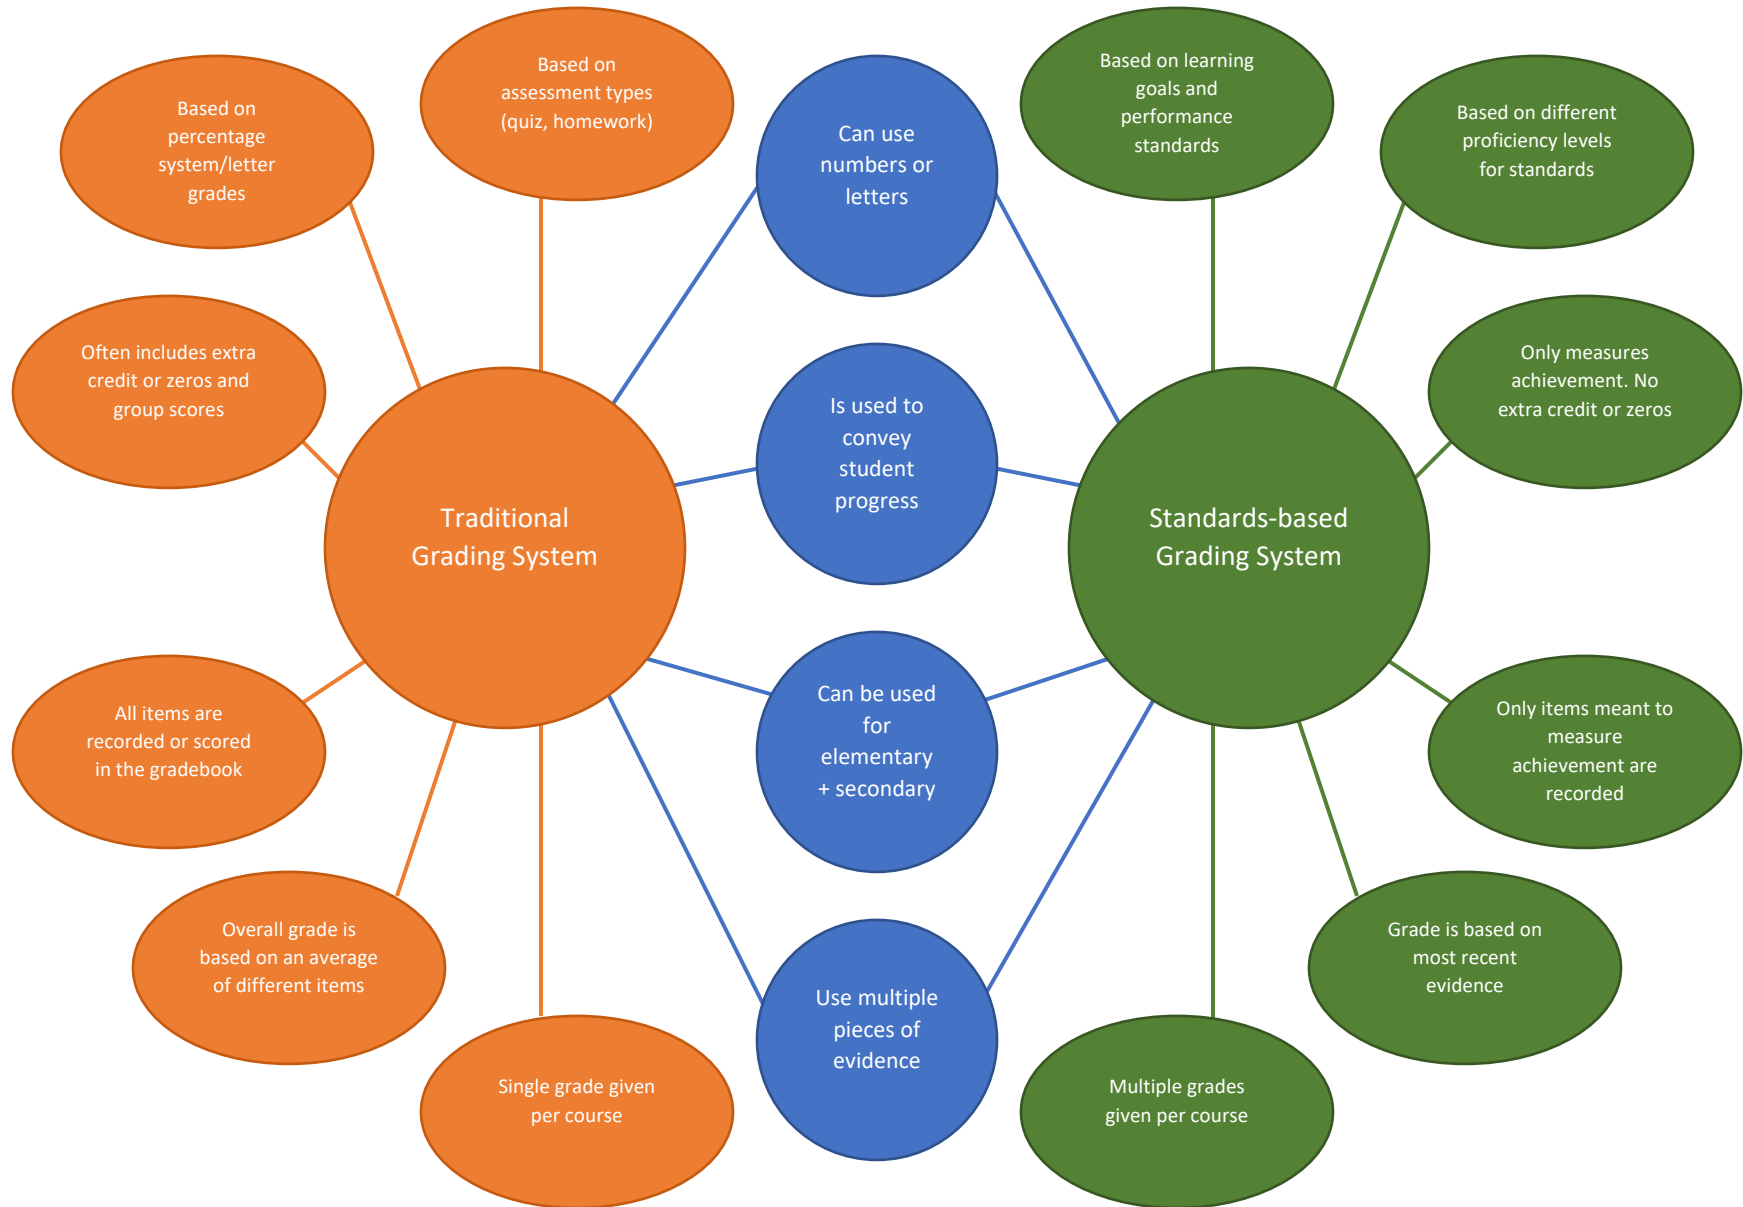 Based on
percentage
system/letter
grades
Based on
assessment types
(quiz, homework)
Can use
numbers or
letters
Based on learning
goals and
performance
standards
Based on different
proficiency levels
for standards
Often includes extra
credit or zeros and
group scores
Is used to
convey
student
progress
Only measures
achievement. No
extra credit or zeros
Traditional
Grading System
Standards-based
Grading System
All items are
recorded or scored
in the gradebook
Can be used
for
elementary
+ secondary
Only items meant to
measure
achievement are
recorded
Overall grade is
based on an average
of different items
Use multiple
pieces of
evidence
Grade is based on
most recent
evidence
Single grade given
per course
Multiple grades
given per course